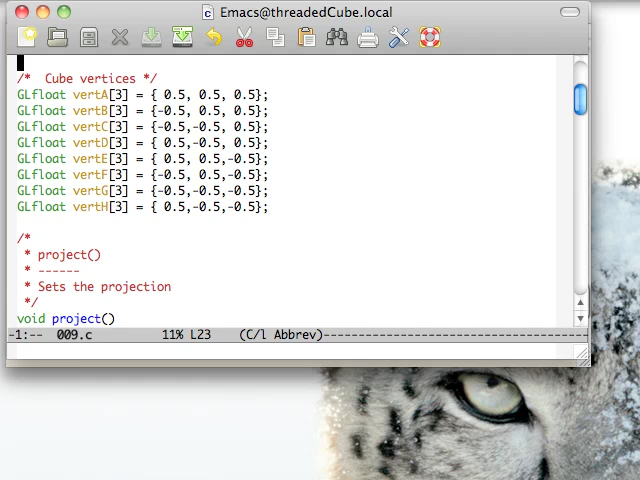 Emacs@threadedCube.local
/*  Cube vertices */
GLfloat vertA[3] = { 0.5, 0.5, 0.5};
GLfloat vertB[3] = {-0.5, 0.5, 0.5};
GLfloat vertC[3] = {-0.5,-0.5, 0.5};
GLfloat vertD[3] = { 0.5,-0.5, 0.5};
GLfloat vertE[3] = { 0.5, 0.5,-0.5};
GLfloat vertF[3] = {-0.5, 0.5,-0.5};
GLfloat vertG[3] = {-0.5,-0.5,-0.5};
GLfloat vertH[3] = { 0.5,-0.5,-0.5};
/*
 * project()
 * ------
 * Sets the projection
 */
void project()
-1:--  009.c         11% L23    (C/l Abbrev)--------------------------------------